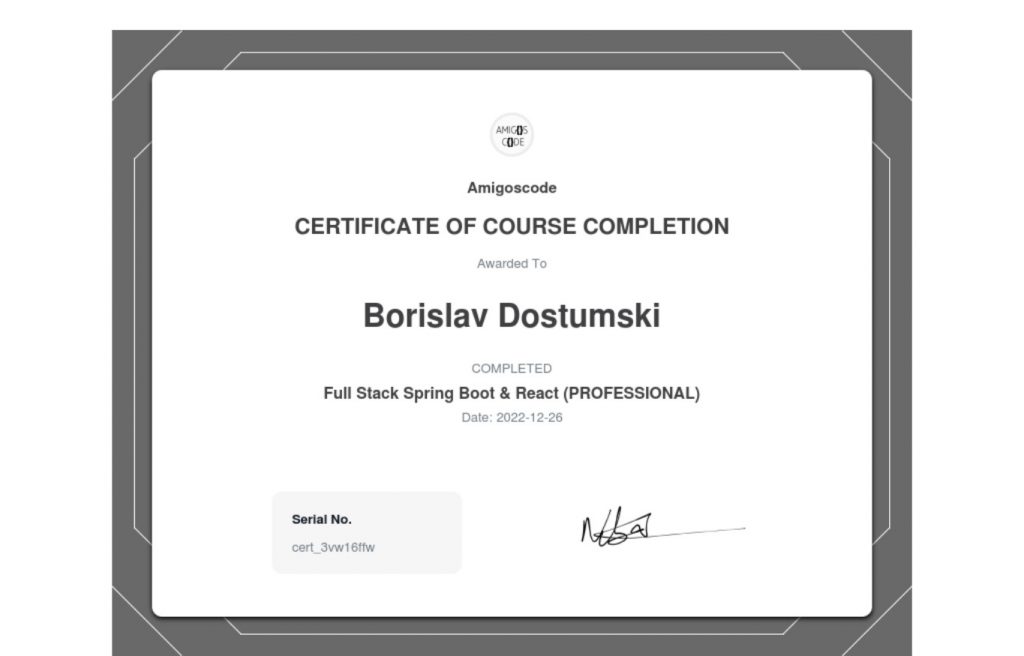 AMIGOS
CODE
Amigoscode
CERTIFICATE OF COURSE COMPLETION
Awarded To
Borislav Dostumski
COMPLETED
Full Stack Spring Boot & React (PROFESSIONAL)
Date: 2022-12-26
Serial No.
cert_3vw16ffw